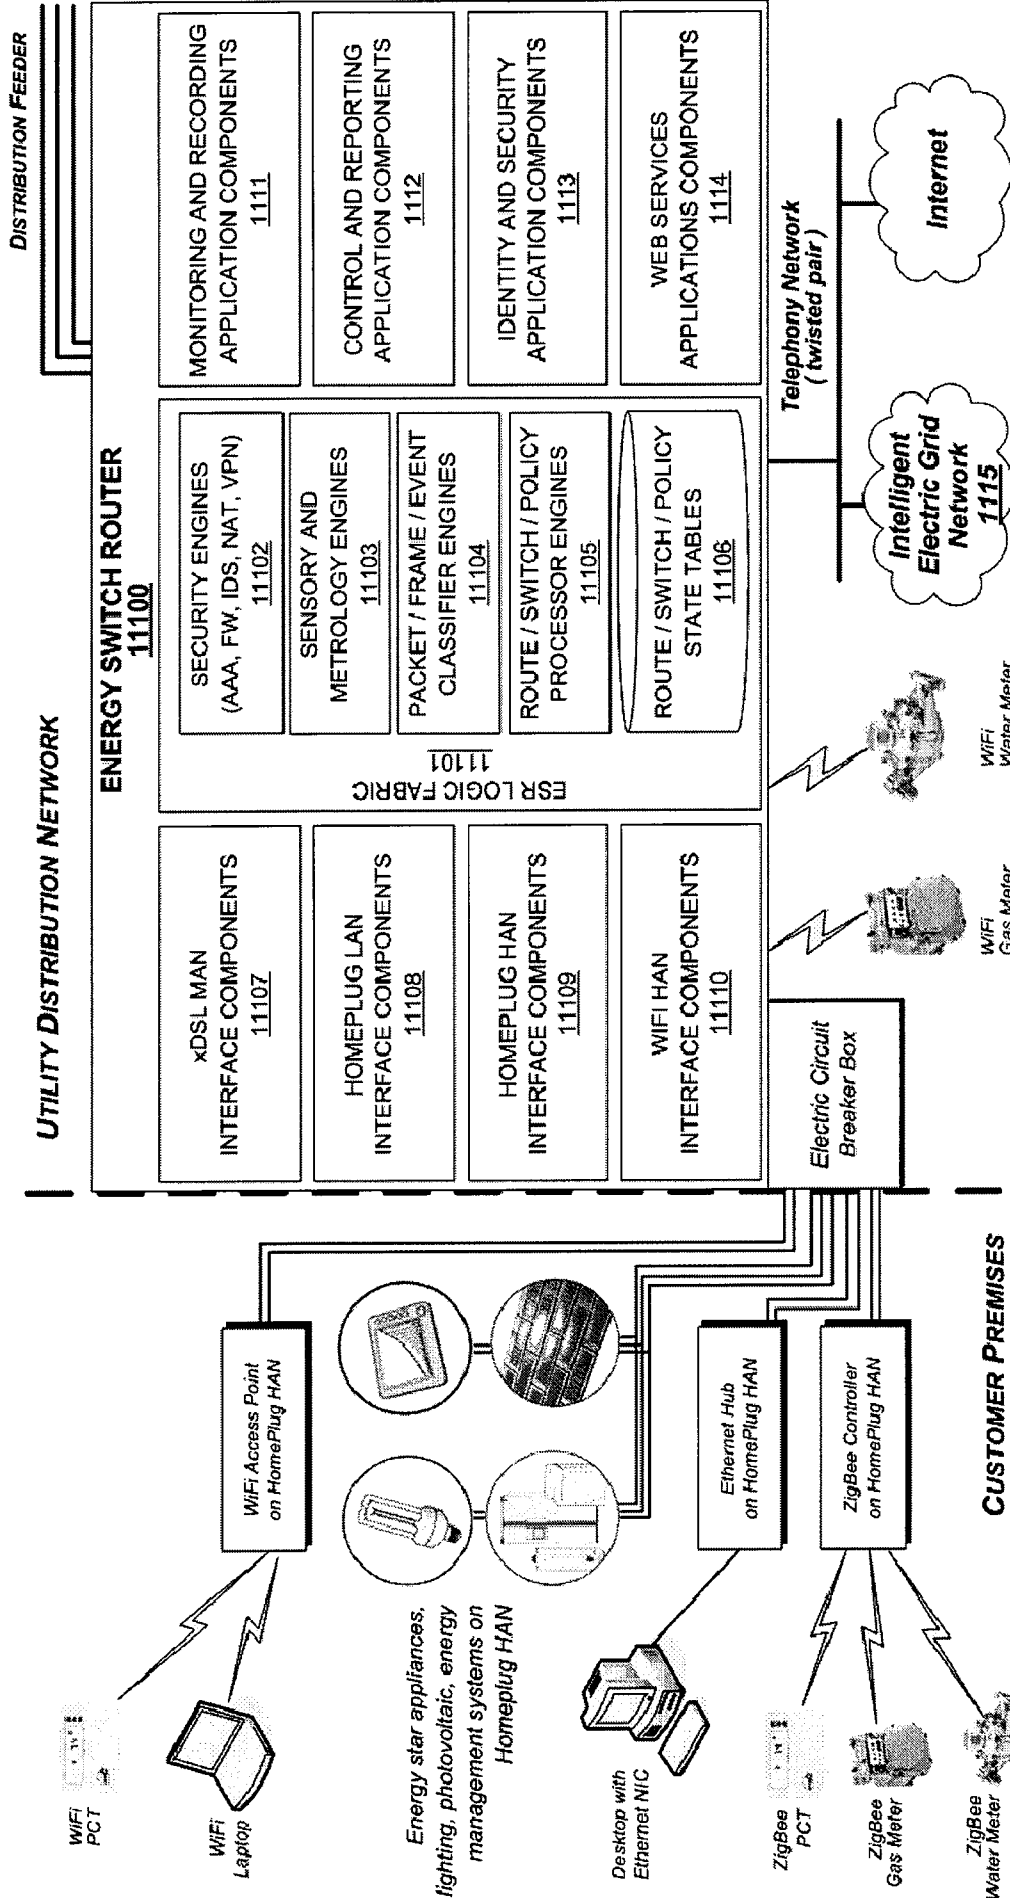 DISTRIBUTION FEEDER
UTILITY DISTRIBUTION NETWORK
ENERGY SWITCH ROUTER
11100
xDSL MAN
INTERFACE COMPONENTS
11107
HOMEPLUG LAN
INTERFACE COMPONENTS
11108
HOMEPLUG HAN
INTERFACE COMPONENTS
11109
WIFI HAN
INTERFACE COMPONENTS
11110
ESR LOGIC FABRIC
11101
SECURITY ENGINES
(AAA, FW, IDS, NAT, VPN)
11102
SENSORY AND
METROLOGY ENGINES
11103
PACKET / FRAME / EVENT
CLASSIFIER ENGINES
11104
ROUTE / SWITCH / POLICY
PROCESSOR ENGINES
11105
ROUTE / SWITCH / POLICY
STATE TABLES
11106
MONITORING AND RECORDING
APPLICATION COMPONENTS
1111
CONTROL AND REPORTING
APPLICATION COMPONENTS
1112
IDENTITY AND SECURITY
APPLICATION COMPONENTS
1113
WEB SERVICES
APPLICATIONS COMPONENTS
1114
Telephony Network
( twisted pair )
Intelligent
Electric Grid
Network
1115
Internet
WiFi
Water Meter
WiFi
Gas Meter
Electric Circuit
Breaker Box
WiFi
PCT
WiFi
Laptop
WiFi Access Point
on HomePlug HAN
Energy star appliances,
lighting, photovoltaic, energy
management systems on
Homeplug HAN
Desktop with
Ethernet NIC
Ethernet Hub
on HomePlug HAN
ZigBee Controller
on HomePlug HAN
ZigBee
PCT
ZigBee
Gas Meter
ZigBee
Water Meter
CUSTOMER PREMISES